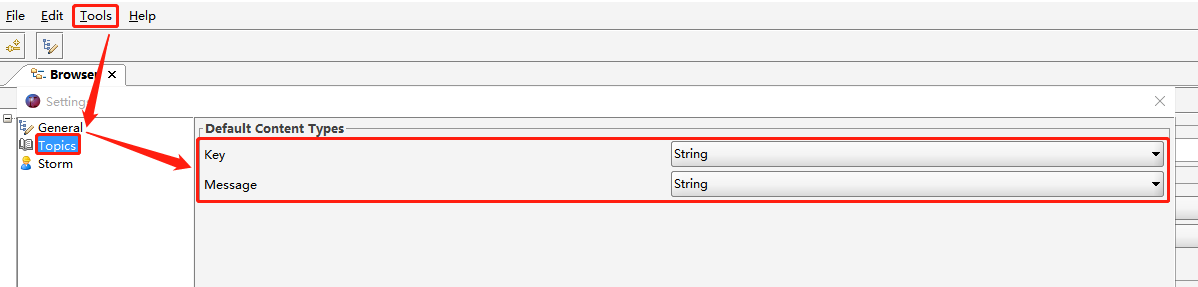 File Edit Tools Help
Browser
Settings
General
Topics
Storm
Default Content Types
Key String
Message String